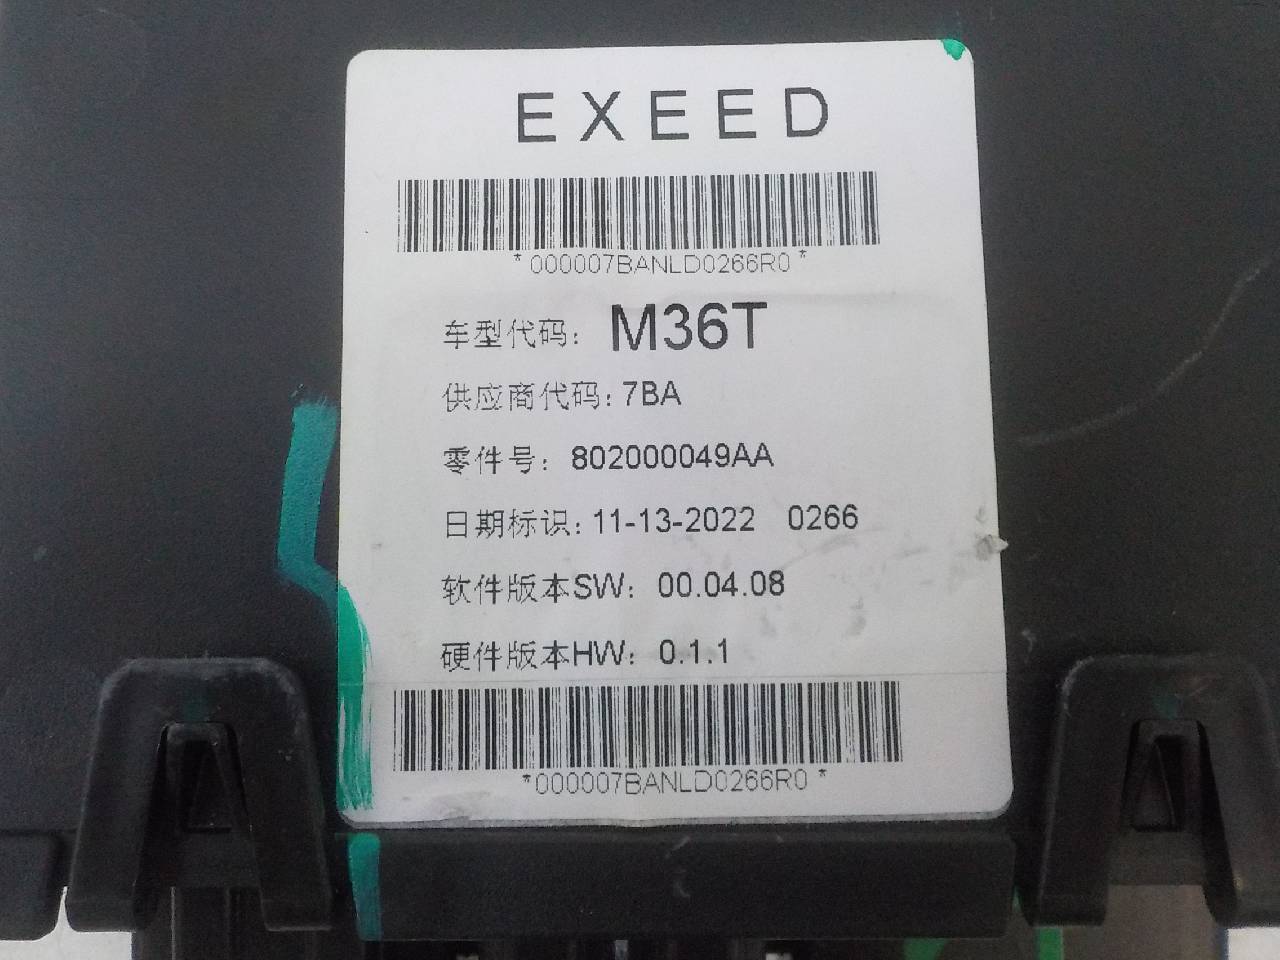 EXEED
*000007BANLD0266R0*
车型代码: M36T
供应商代码: 7BA
零件号: 802000049AA
日期标识: 11-13-2022 0266
软件版本SW: 00.04.08
硬件版本HW: 0.1.1
*000007BANLD0266R0*